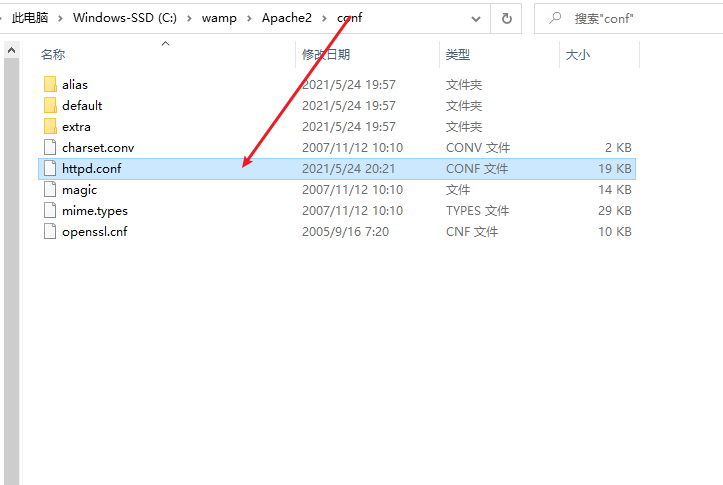 此电脑 > Windows-SSD (C:) > wamp > Apache2 > conf 搜索"conf"
名称 修改日期 类型 大小
alias 2021/5/24 19:57 文件夹
default 2021/5/24 19:57 文件夹
extra 2021/5/24 19:57 文件夹
charset.conv 2007/11/12 10:10 CONV 文件 2 KB
httpd.conf 2021/5/24 20:21 CONF 文件 19 KB
magic 2007/11/12 10:10 文件 14 KB
mime.types 2007/11/12 10:10 TYPES 文件 29 KB
openssl.cnf 2005/9/16 7:20 CNF 文件 10 KB